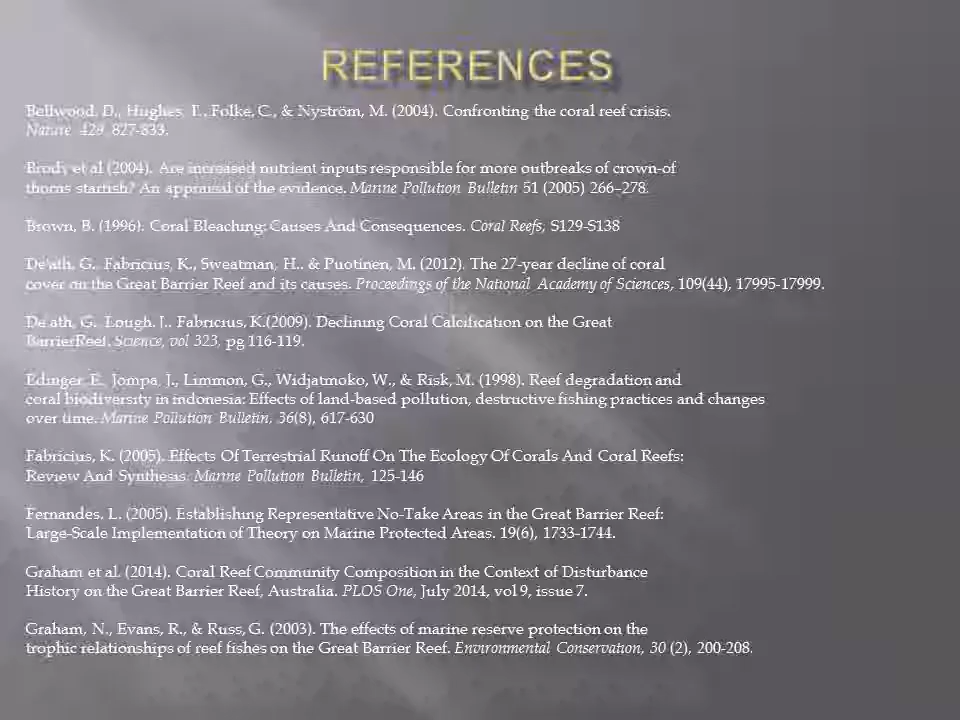 REFERENCES
Bellwood, D., Hughes, T., Folke, C., & Nyström, M. (2004). Confronting the coral reef crisis.
Nature 429, 827-833.
Brody et al (2004). Are increased nutrient inputs responsible for more outbreaks of crown-of
thorns starfish? An appraisal of the evidence. Marine Pollution Bulletin 51 (2005) 266–278.
Brown, B. (1996). Coral Bleaching: Causes And Consequences. Coral Reefs, S129-S138
De'ath, G., Fabricius, K., Sweatman, H., & Puotinen, M. (2012). The 27-year decline of coral
cover on the Great Barrier Reef and its causes. Proceedings of the National Academy of Sciences, 109(44), 17995-17999.
De'ath, G., Lough, J., Fabricius, K.(2009). Declining Coral Calcification on the Great
BarrierReef. Science, vol 323, pg 116-119.
Edinger, E., Jompa, J., Limmon, G., Widjatmoko, W., & Risk, M. (1998). Reef degradation and
coral biodiversity in indonesia: Effects of land-based pollution, destructive fishing practices and changes
over time. Marine Pollution Bulletin, 36(8), 617-630
Fabricius, K. (2005). Effects Of Terrestrial Runoff On The Ecology Of Corals And Coral Reefs:
Review And Synthesis. Marine Pollution Bulletin, 125-146
Fernandes, L. (2005). Establishing Representative No-Take Areas in the Great Barrier Reef:
Large-Scale Implementation of Theory on Marine Protected Areas. 19(6), 1733-1744.
Graham et al. (2014). Coral Reef Community Composition in the Context of Disturbance
History on the Great Barrier Reef, Australia. PLOS One, July 2014, vol 9, issue 7.
Graham, N., Evans, R., & Russ, G. (2003). The effects of marine reserve protection on the
trophic relationships of reef fishes on the Great Barrier Reef. Environmental Conservation, 30 (2), 200-208.